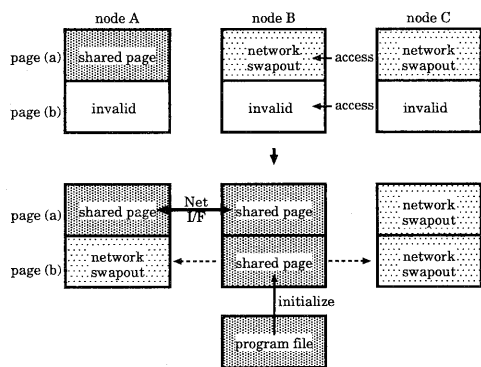 node A node B node C
page (a) shared page network swapout access network swapout
page (b) invalid invalid access invalid
Net I/F
page (a) shared page shared page network swapout
page (b) network swapout shared page network swapout
initialize
program file